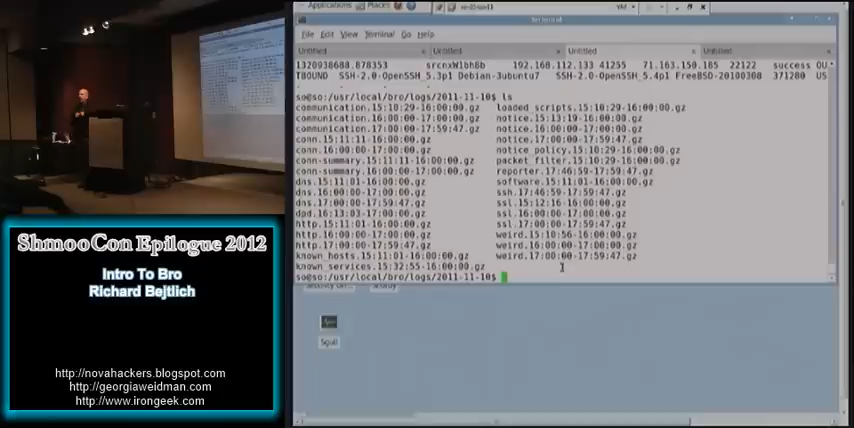 Applications Places
File Edit View Terminal Go Help
Untitled Untitled Untitled Untitled
1320938688.878353 srcnxWlbh8b 192.168.112.133 41255 71.163.150.185 22122 success OU
TBOUND SSH-2.0-OpenSSH_5.3p1 Debian-3ubuntu7 SSH-2.0-OpenSSH_5.4p1 FreeBSD-20100308 371280 US
so@so:/usr/local/bro/logs/2011-11-10$ ls
communication.15:10:29-16:00:00.gz loaded_scripts.15:10:29-16:00:00.gz
communication.16:00:00-17:00:00.gz notice.15:13:19-16:00:00.gz
communication.17:00:00-17:59:47.gz notice.16:00:00-17:00:00.gz
conn.15:11:11-16:00:00.gz notice.17:00:00-17:59:47.gz
conn.16:00:00-17:00:00.gz notice_policy.15:10:29-16:00:00.gz
conn-summary.15:11:11-16:00:00.gz packet_filter.15:10:29-16:00:00.gz
conn-summary.16:00:00-17:00:00.gz reporter.17:46:59-17:59:47.gz
dns.15:11:01-16:00:00.gz software.15:11:01-16:00:00.gz
dns.16:00:00-17:00:00.gz ssh.17:46:59-17:59:47.gz
dns.17:00:00-17:59:47.gz ssl.15:12:16-16:00:00.gz
dpd.16:13:03-17:00:00.gz ssl.16:00:00-17:00:00.gz
http.15:11:01-16:00:00.gz ssl.17:00:00-17:59:47.gz
http.16:00:00-17:00:00.gz weird.15:10:56-16:00:00.gz
http.17:00:00-17:59:47.gz weird.16:00:00-17:00:00.gz
known_hosts.15:11:01-16:00:00.gz weird.17:00:00-17:59:47.gz
known_services.15:32:55-16:00:00.gz
so@so:/usr/local/bro/logs/2011-11-10$
Sguil
ShmooCon Epilogue 2012
Intro To Bro
Richard Bejtlich
http://novahackers.blogspot.com
http://georgiaweidman.com
http://www.irongeek.com